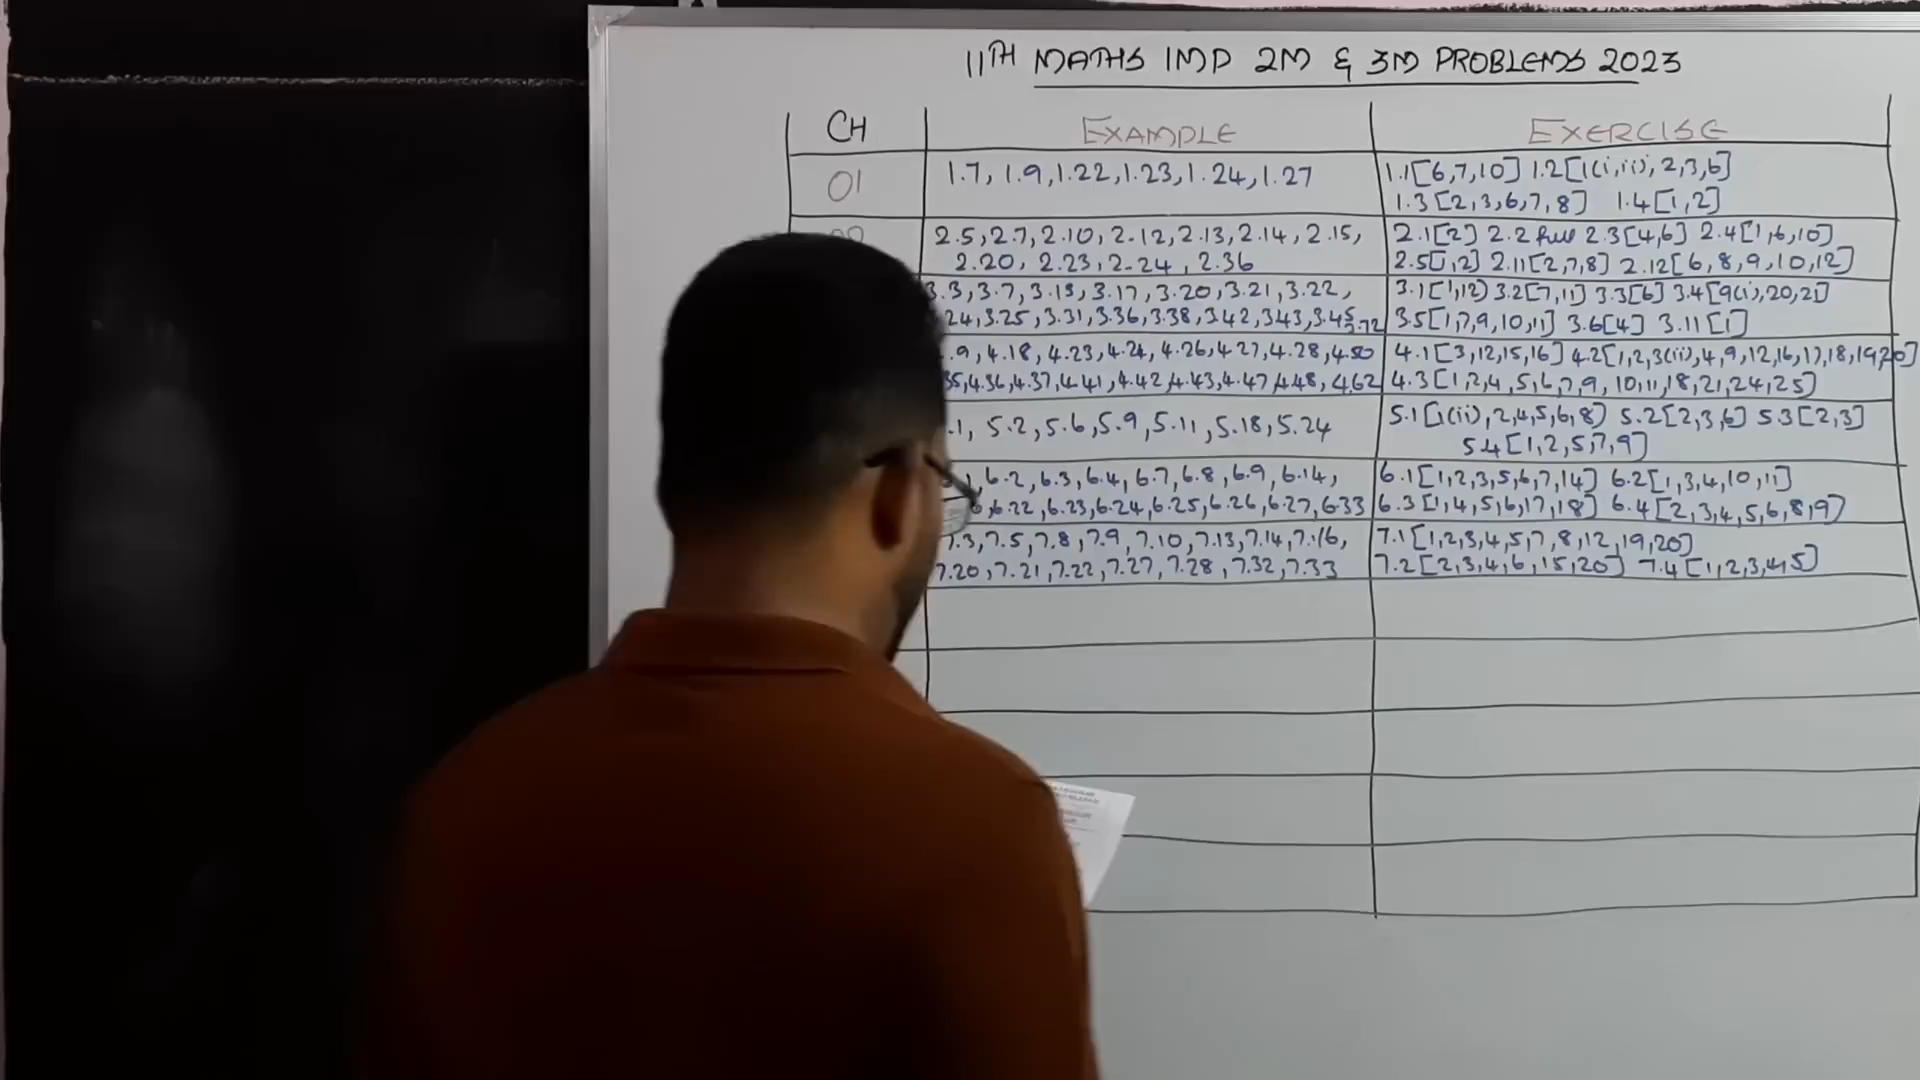 11TH MATHS IMP 2M & 3M PROBLEMS 2023
CH EXAMPLE EXERCISE
01 1.7, 1.9, 1.22, 1.23, 1.24, 1.27 1.1[6,7,10] 1.2[1(i,ii), 2,3,6]
1.3[2,3,6,7,8] 1.4[1,2]
2.5, 2.7, 2.10, 2.12, 2.13, 2.14, 2.15, 2.1[2] 2.2 full 2.3[4,6] 2.4[1,6,10]
2.20, 2.23, 2.24, 2.36 2.5[1,2] 2.11[2,7,8] 2.12[6,8,9,10,12]
3.3, 3.7, 3.15, 3.17, 3.20, 3.21, 3.22, 3.1[1,12) 3.2[7,11] 3.3[6] 3.4[9(i),20,21]
24, 3.25, 3.31, 3.36, 3.38, 3.42, 3.43, 3.45, 3.72 3.5[1,7,9,10,11] 3.6[4] 3.11[1]
.9, 4.18, 4.23, 4.24, 4.26, 4.27, 4.28, 4.30 4.1[3,12,15,16] 4.2[1,2,3(ii),4,9,12,16,17,18,19,20]
35, 4.36, 4.37, 4.41, 4.42, 4.43, 4.47, 4.48, 4.62 4.3[1,2,4,5,6,7,9,10,11,18,21,24,25]
.1, 5.2, 5.6, 5.9, 5.11, 5.18, 5.24 5.1[1(ii),2,4,5,6,8) 5.2[2,3,6] 5.3[2,3]
5.4[1,2,5,7,9]
1, 6.2, 6.3, 6.4, 6.7, 6.8, 6.9, 6.14, 6.1[1,2,3,5,6,7,14] 6.2[1,3,4,10,11]
6.22, 6.23, 6.24, 6.25, 6.26, 6.27, 6.33 6.3[1,4,5,6,17,18] 6.4[2,3,4,5,6,8,9)
7.3, 7.5, 7.8, 7.9, 7.10, 7.13, 7.14, 7.16, 7.1[1,2,3,4,5,7,8,12,19,20]
7.20, 7.21, 7.22, 7.27, 7.28, 7.32, 7.33 7.2[2,3,4,6,15,20] 7.4[1,2,3,4,5]